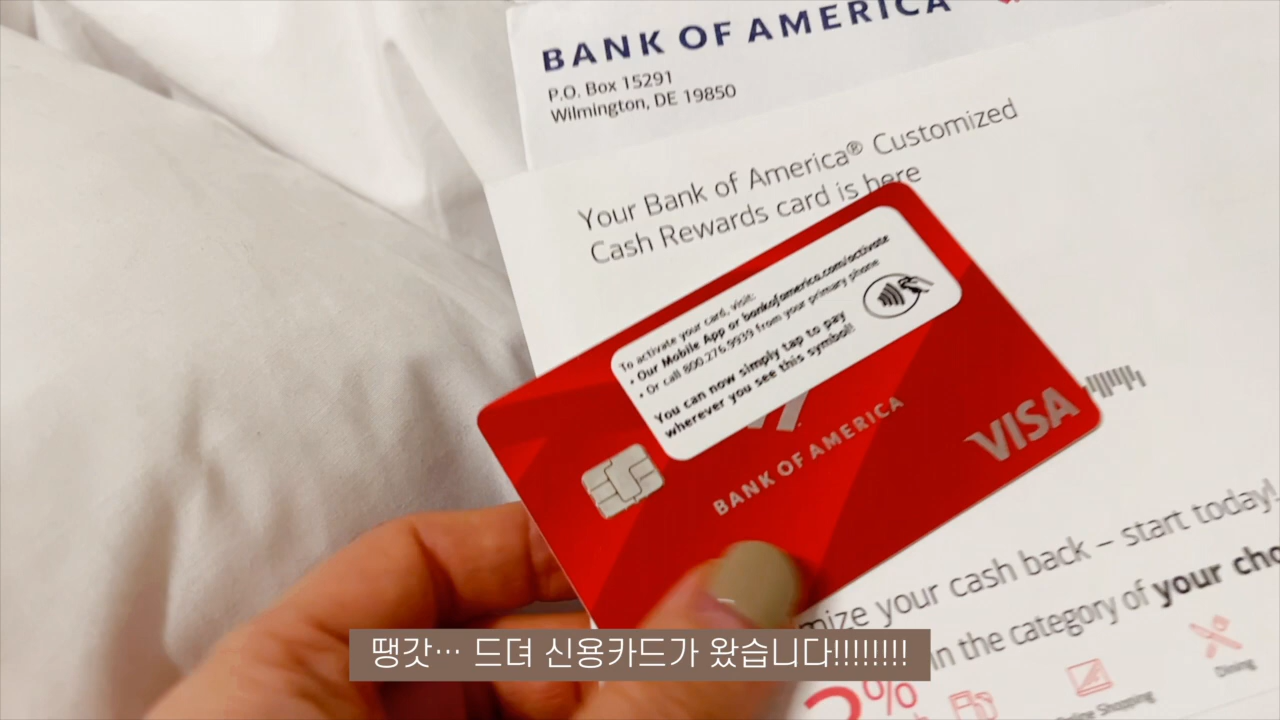 BANK OF AMERICA
P.O. Box 15291
Wilmington, DE 19850
Your Bank of America® Customized
Cash Rewards card is here
To activate your card, visit:
• Our Mobile App or bankofamerica.com/activate
• Or call 800.276.9939 from your primary phone
You can now simply tap to pay
wherever you see this symbol!
BANK OF AMERICA
VISA
your cash back – start today!
in the category of your
%
Shopping
Dining
땡갓… 드뎌 신용카드가 왔습니다!!!!!!!!